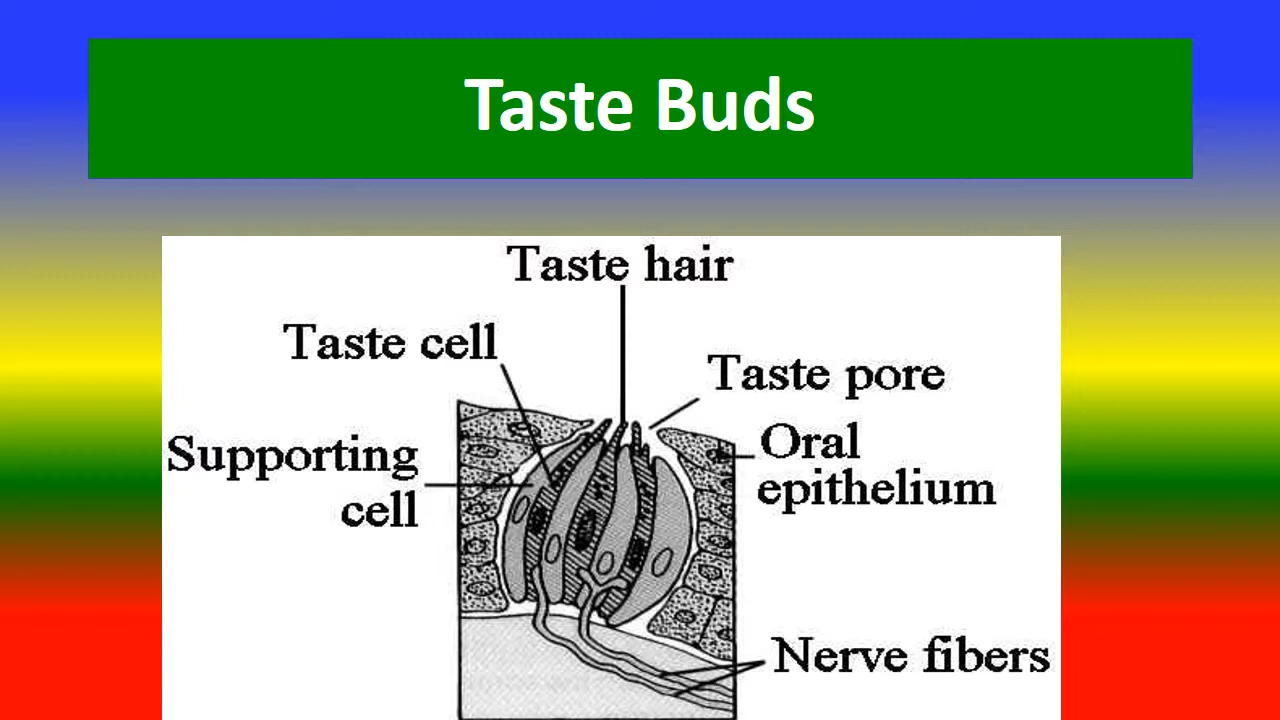 Taste Buds
Taste hair
Taste cell
Taste pore
Supporting
cell
Oral
epithelium
Nerve fibers